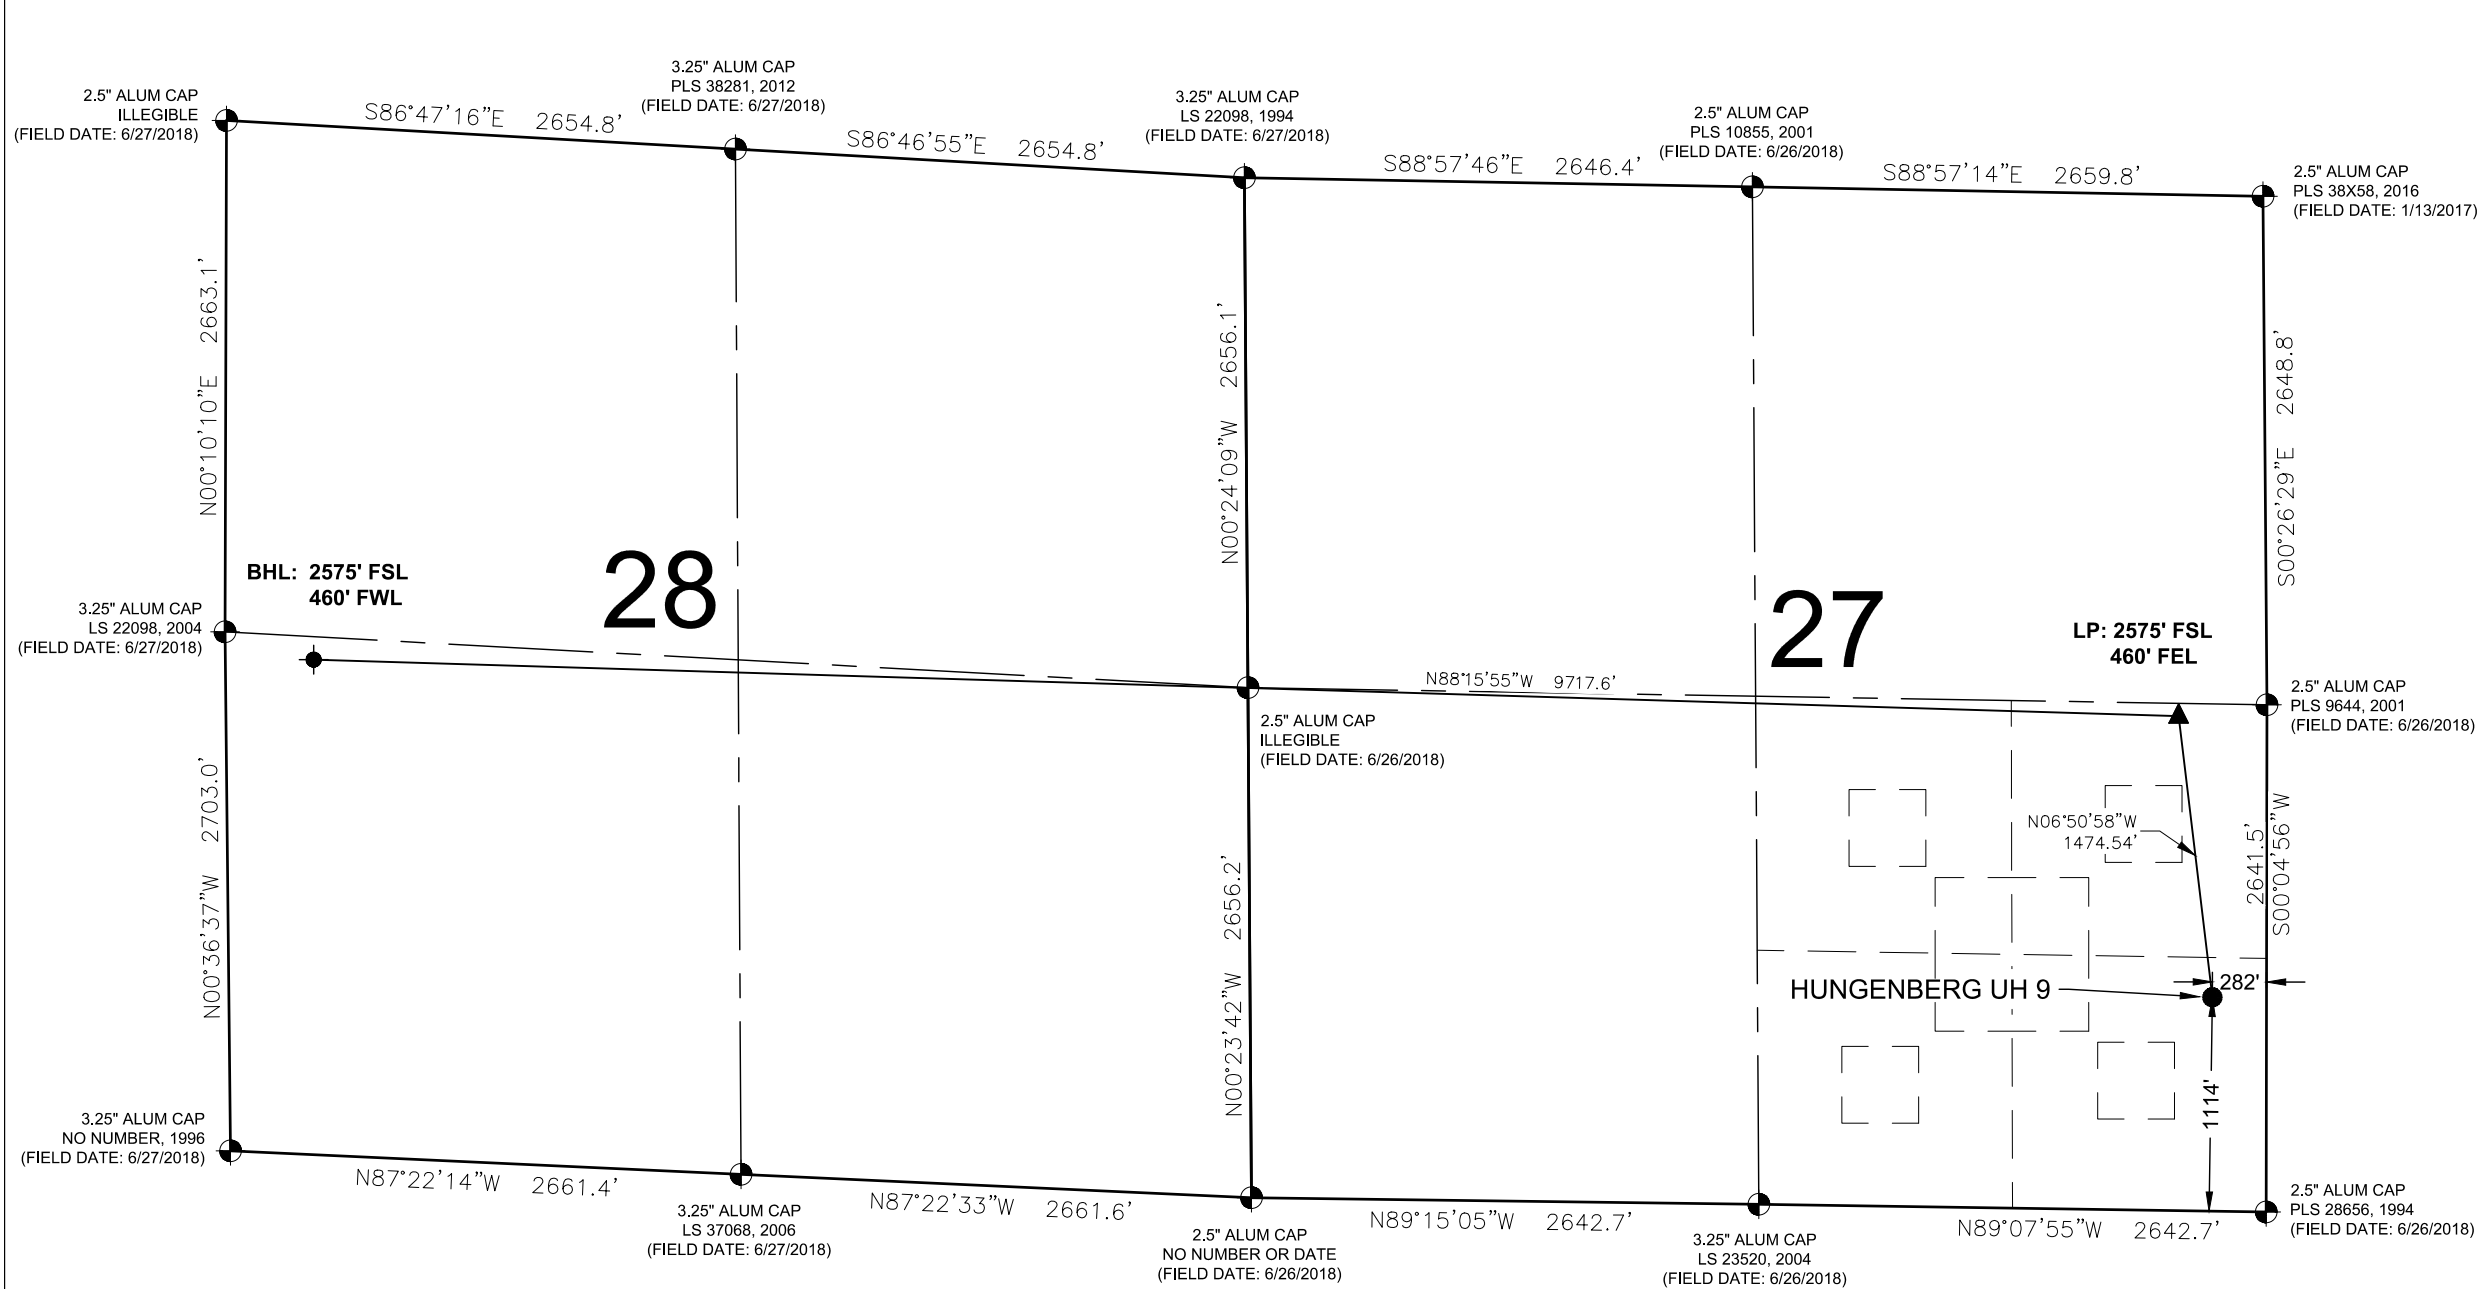 3.25" ALUM CAP
PLS 38281, 2012
(FIELD DATE: 6/27/2018)
2.5" ALUM CAP
ILLEGIBLE
(FIELD DATE: 6/27/2018)
3.25" ALUM CAP
LS 22098, 1994
(FIELD DATE: 6/27/2018)
2.5" ALUM CAP
PLS 10855, 2001
(FIELD DATE: 6/26/2018)
2.5" ALUM CAP
PLS 38X58, 2016
(FIELD DATE: 1/13/2017)
S86°47'16"E 2654.8'
S86°46'55"E 2654.8'
S88°57'46"E 2646.4'
S88°57'14"E 2659.8'
N00°10'10"E 2663.1'
N00°24'09"W 2656.1'
S00°26'29"E 2648.8'
BHL: 2575' FSL
460' FWL
28
27
LP: 2575' FSL
460' FEL
3.25" ALUM CAP
LS 22098, 2004
(FIELD DATE: 6/27/2018)
N88°15'55"W 9717.6'
2.5" ALUM CAP
PLS 9644, 2001
(FIELD DATE: 6/26/2018)
2.5" ALUM CAP
ILLEGIBLE
(FIELD DATE: 6/26/2018)
N00°36'37"W 2703.0'
N00°23'42"W 2656.2'
N06°50'58"W
1474.54'
2641.5'
S00°04'56"W
HUNGENBERG UH 9
282'
1114'
3.25" ALUM CAP
NO NUMBER, 1996
(FIELD DATE: 6/27/2018)
N87°22'14"W 2661.4'
N87°22'33"W 2661.6'
N89°15'05"W 2642.7'
N89°07'55"W 2642.7'
3.25" ALUM CAP
LS 37068, 2006
(FIELD DATE: 6/27/2018)
2.5" ALUM CAP
NO NUMBER OR DATE
(FIELD DATE: 6/26/2018)
3.25" ALUM CAP
LS 23520, 2004
(FIELD DATE: 6/26/2018)
2.5" ALUM CAP
PLS 28656, 1994
(FIELD DATE: 6/26/2018)